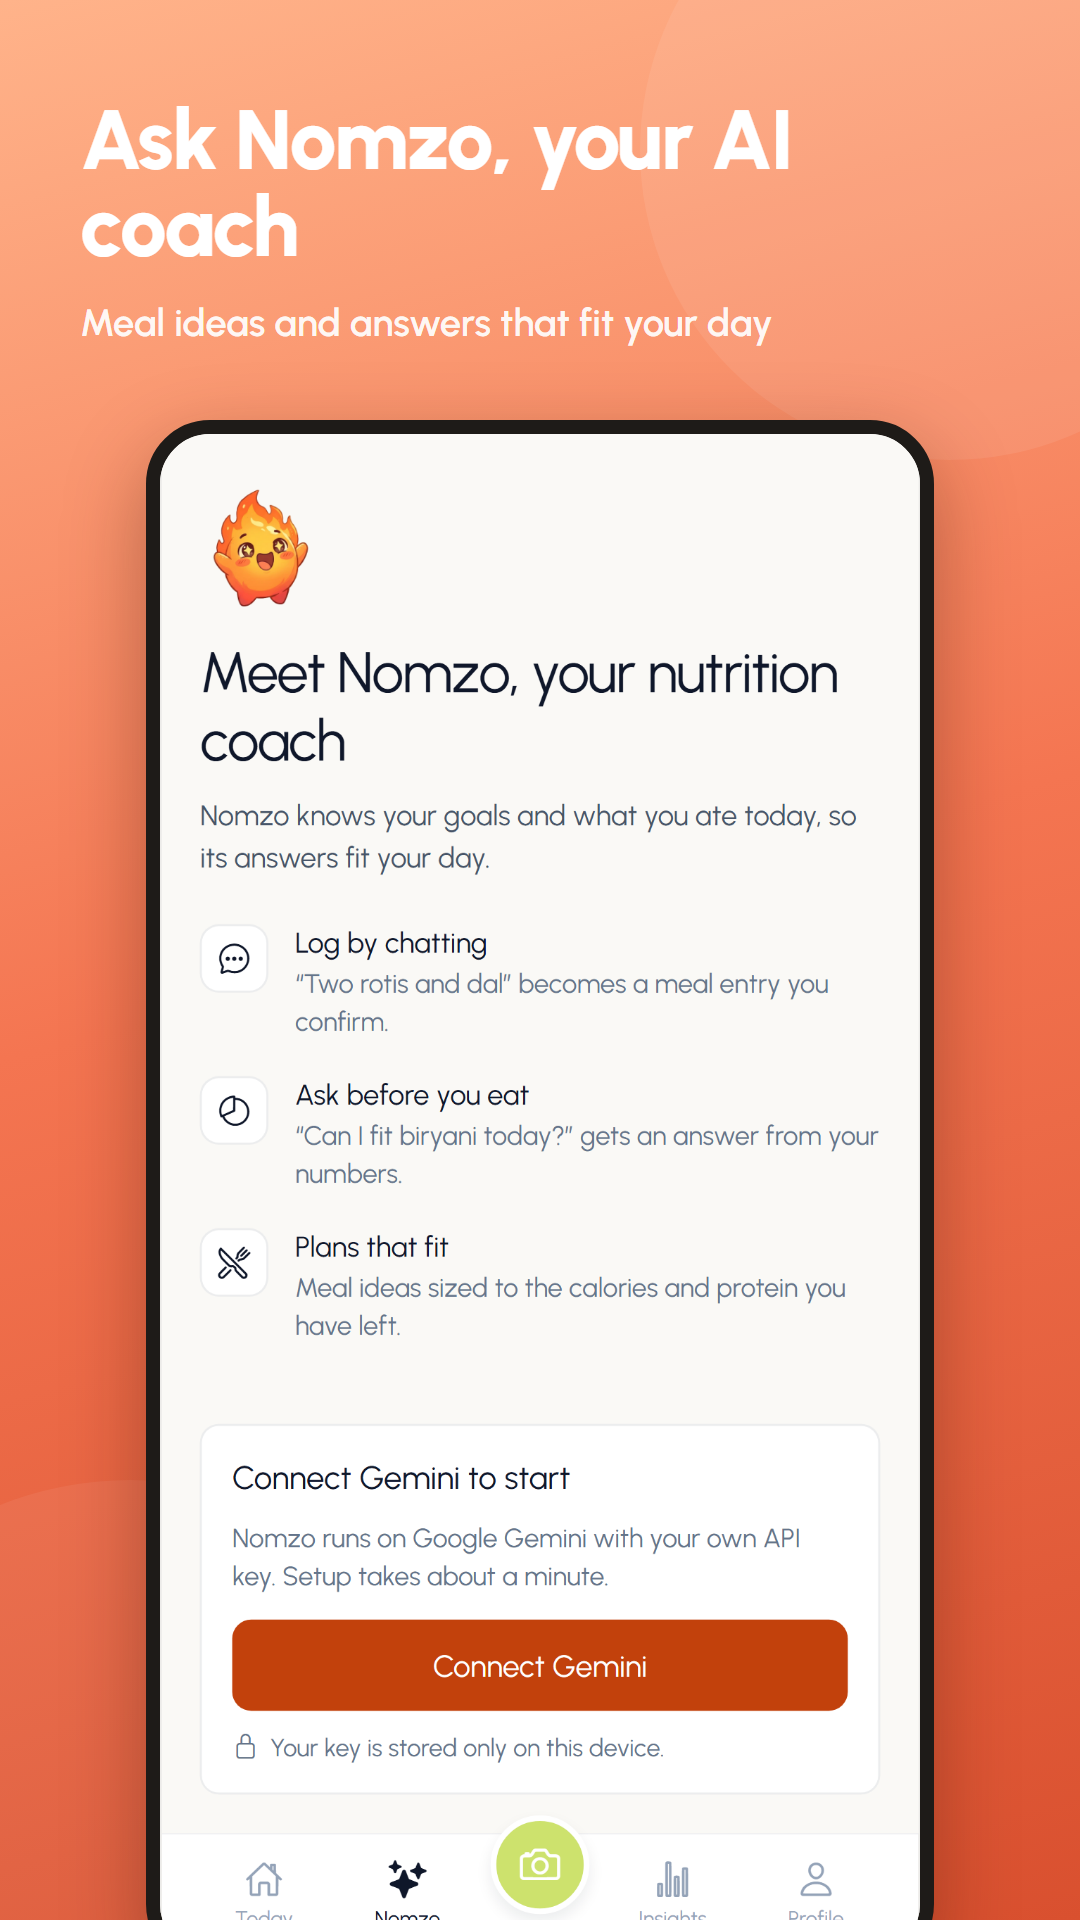 Ask Nomzo, your AI
coach
Meal ideas and answers that fit your day
Meet Nomzo, your nutrition
coach
Nomzo knows your goals and what you ate today, so
its answers fit your day.
Log by chatting
“Two rotis and dal” becomes a meal entry you
confirm.
Ask before you eat
“Can I fit biryani today?” gets an answer from your
numbers.
Plans that fit
Meal ideas sized to the calories and protein you
have left.
Connect Gemini to start
Nomzo runs on Google Gemini with your own API
key. Setup takes about a minute.
Connect Gemini
Your key is stored only on this device.
Today Nomzo Insights Profile